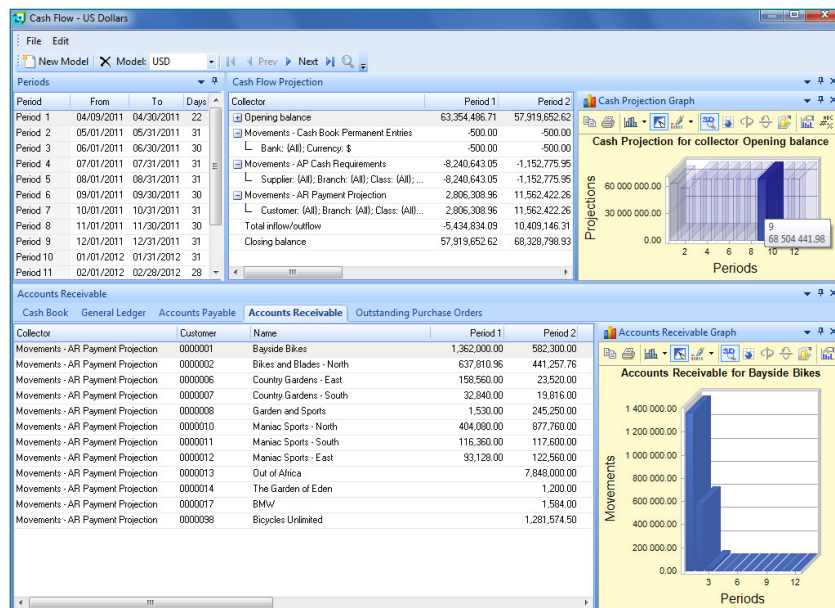 Cash Flow - US Dollars
File Edit
New Model Model: USD Prev Next
Periods
Period From To Days
Period 1 04/09/2011 04/30/2011 22
Period 2 05/01/2011 05/31/2011 31
Period 3 06/01/2011 06/30/2011 30
Period 4 07/01/2011 07/31/2011 31
Period 5 08/01/2011 08/31/2011 31
Period 6 09/01/2011 09/30/2011 30
Period 7 10/01/2011 10/31/2011 31
Period 8 11/01/2011 11/30/2011 30
Period 9 12/01/2011 12/31/2011 31
Period 10 01/01/2012 01/31/2012 31
Period 11 02/01/2012 02/28/2012 28
Cash Flow Projection
Collector Period 1 Period 2
Opening balance 63,354,486.71 57,919,652.62
Movements - Cash Book Permanent Entries -500.00 -500.00
Bank: (All); Currency: $ -500.00 -500.00
Movements - AP Cash Requirements -8,240,643.05 -1,152,775.95
Supplier: (All); Branch: (All); Class: (All); ... -8,240,643.05 -1,152,775.95
Movements - AR Payment Projection 2,806,308.96 11,562,422.26
Customer: (All); Branch: (All); Class: (All)... 2,806,308.96 11,562,422.26
Total inflow/outflow -5,434,834.09 10,409,146.31
Closing balance 57,919,652.62 68,328,798.93
Cash Projection Graph
3D
ABC
Cash Projection for collector Opening balance
Projections
60 000 000.00
30 000 000.00
0.00
9
68 504 441.98
2 4 6 8 10 12
Periods
Accounts Receivable
Cash Book General Ledger Accounts Payable Accounts Receivable Outstanding Purchase Orders
Collector Customer Name Period 1 Period 2
Movements - AR Payment Projection 0000001 Bayside Bikes 1,362,000.00 582,300.00
Movements - AR Payment Projection 0000002 Bikes and Blades - North 637,810.96 441,257.76
Movements - AR Payment Projection 0000006 Country Gardens - East 158,560.00 23,520.00
Movements - AR Payment Projection 0000007 Country Gardens - South 32,840.00 19,816.00
Movements - AR Payment Projection 0000008 Garden and Sports 1,530.00 245,250.00
Movements - AR Payment Projection 0000010 Maniac Sports - North 404,080.00 877,760.00
Movements - AR Payment Projection 0000011 Maniac Sports - South 116,360.00 117,600.00
Movements - AR Payment Projection 0000012 Maniac Sports - East 93,128.00 122,560.00
Movements - AR Payment Projection 0000013 Out of Africa 7,848,000.00
Movements - AR Payment Projection 0000014 The Garden of Eden 1,200.00
Movements - AR Payment Projection 0000017 BMW 1,584.00
Movements - AR Payment Projection 0000098 Bicycles Unlimited 1,281,574.50
Accounts Receivable Graph
3D
Accounts Receivable for Bayside Bikes
Movements
1 400 000.00
1 200 000.00
1 000 000.00
800 000.00
600 000.00
400 000.00
200 000.00
0.00
3 6 9 12
Periods